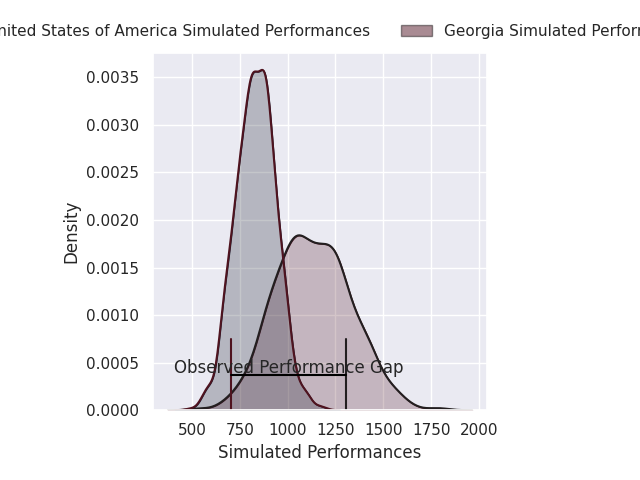 nited States of America Simulated Performances Georgia Simulated Perfor
0.0035
0.0030
0.0025
0.0020
0.0015
0.0010
0.0005
0.0000
Density
Observed Performance Gap
500 750 1000 1250 1500 1750 2000
Simulated Performances